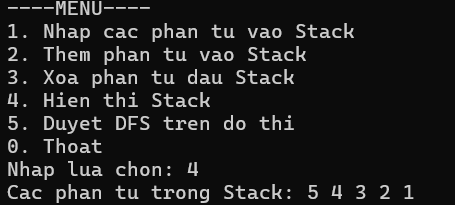 ----MENU----
1. Nhap cac phan tu vao Stack
2. Them phan tu vao Stack
3. Xoa phan tu dau Stack
4. Hien thi Stack
5. Duyet DFS tren do thi
0. Thoat
Nhap lua chon: 4
Cac phan tu trong Stack: 5 4 3 2 1